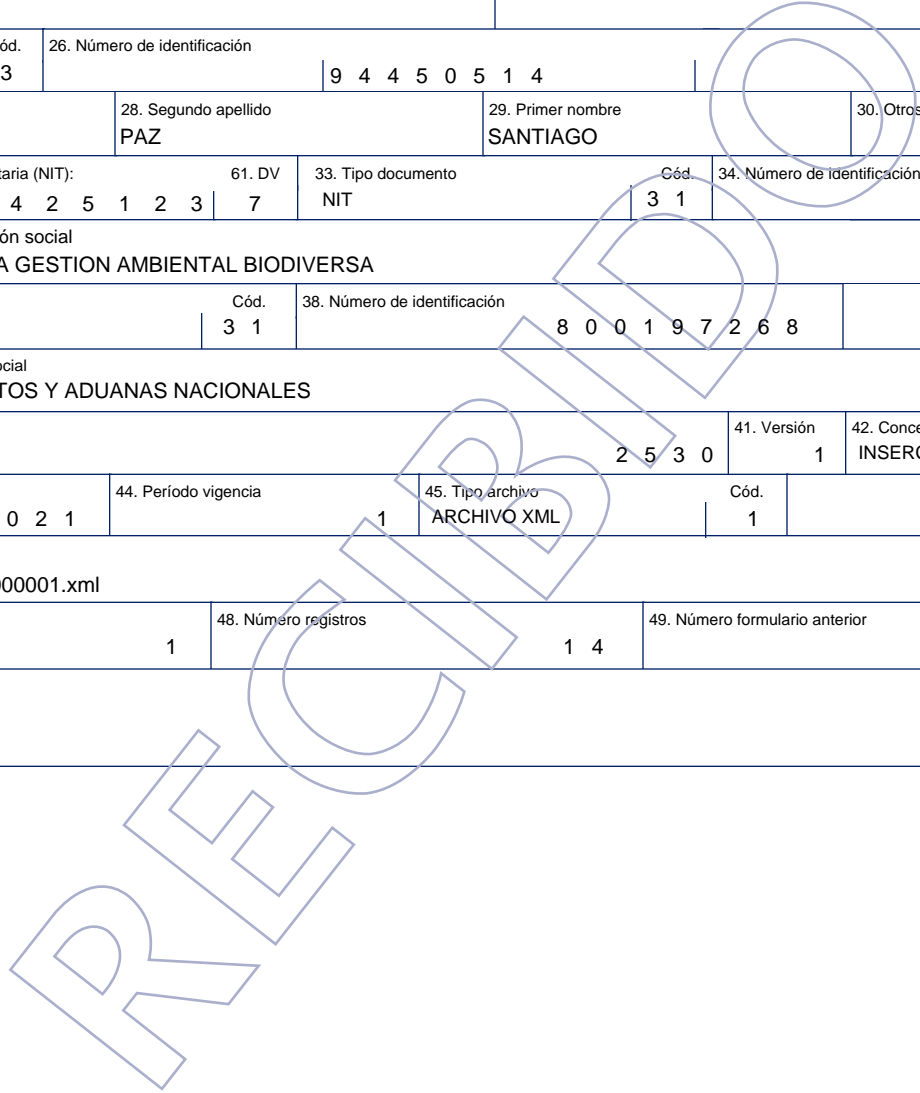 ód. 26. Número de identificación
3 9 4 4 5 0 5 1 4
28. Segundo apellido 29. Primer nombre 30. Otros
PAZ SANTIAGO
taria (NIT): 61. DV 33. Tipo documento Cód. 34. Número de identificación
4 2 5 1 2 3 7 NIT 3 1
ón social
A GESTION AMBIENTAL BIODIVERSA
Cód. 38. Número de identificación
3 1 8 0 0 1 9 7 2 6 8
ocial
TOS Y ADUANAS NACIONALES
41. Versión 42. Conce
2 5 3 0 1 INSERC
44. Período vigencia 45. Tipo archivo Cód.
0 2 1 1 ARCHIVO XML 1
000001.xml
48. Número registros 49. Número formulario anterior
1 1 4
RECIBIDO